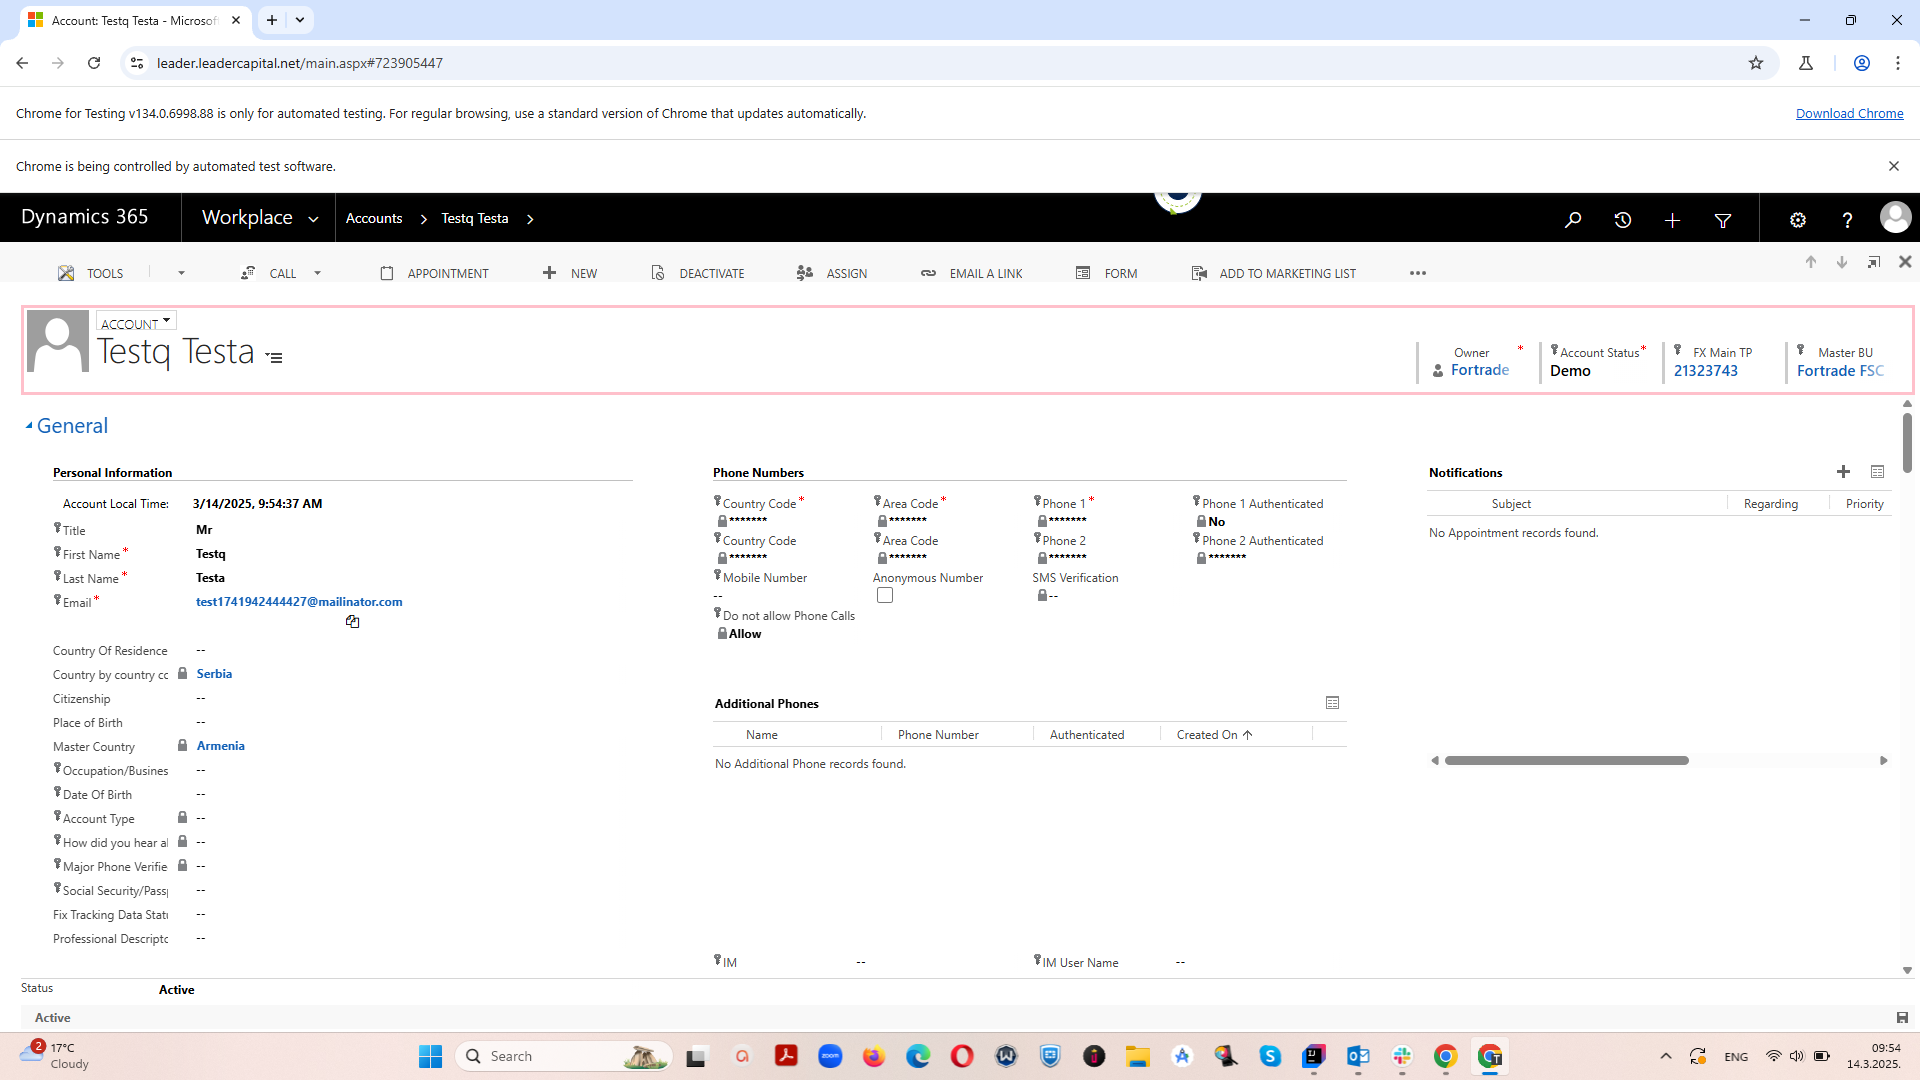 Account: Testq Testa - Microsof
leader.leadercapital.net/main.aspx#723905447
Chrome for Testing v134.0.6998.88 is only for automated testing. For regular browsing, use a standard version of Chrome that updates automatically.
Download Chrome
Chrome is being controlled by automated test software.
Dynamics 365
Workplace
Accounts
Testq Testa
TOOLS
CALL
APPOINTMENT
NEW
DEACTIVATE
ASSIGN
EMAIL A LINK
FORM
ADD TO MARKETING LIST
ACCOUNT
Testq Testa
Owner *
Fortrade
Account Status *
Demo
FX Main TP
21323743
Master BU
Fortrade FSC
General
Personal Information
Account Local Time: 3/14/2025, 9:54:37 AM
Title Mr
First Name * Testq
Last Name * Testa
Email * test1741942444427@mailinator.com
Country Of Residence --
Country by country cc Serbia
Citizenship --
Place of Birth --
Master Country Armenia
Occupation/Busines --
Date Of Birth --
Account Type --
How did you hear al --
Major Phone Verifie --
Social Security/Passp --
Fix Tracking Data Statu --
Professional Descripto --
Phone Numbers
Country Code * Area Code * Phone 1 * Phone 1 Authenticated
******* ******* ******* No
Country Code Area Code Phone 2 Phone 2 Authenticated
******* ******* ******* *******
Mobile Number Anonymous Number SMS Verification
-- --
Do not allow Phone Calls
Allow
Additional Phones
Name Phone Number Authenticated Created On
No Additional Phone records found.
IM -- IM User Name --
Notifications
Subject Regarding Priority
No Appointment records found.
Status Active
Active
2
17°C
Cloudy
Search
zoom
ENG
09:54
14.3.2025.